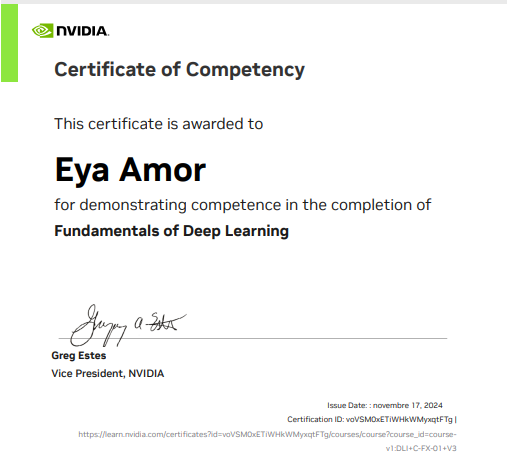 NVIDIA.
Certificate of Competency
This certificate is awarded to
Eya Amor
for demonstrating competence in the completion of
Fundamentals of Deep Learning
Greg Estes
Vice President, NVIDIA
Issue Date: : novembre 17, 2024
Certification ID: voVSMOxETiWHkWMyxqtFTg |
https://learn.nvidia.com/certificates?id=voVSMOxETiWHkWMyxqtFTg/courses/course?course_id=course-
v1:DLI+C-FX-01+V3